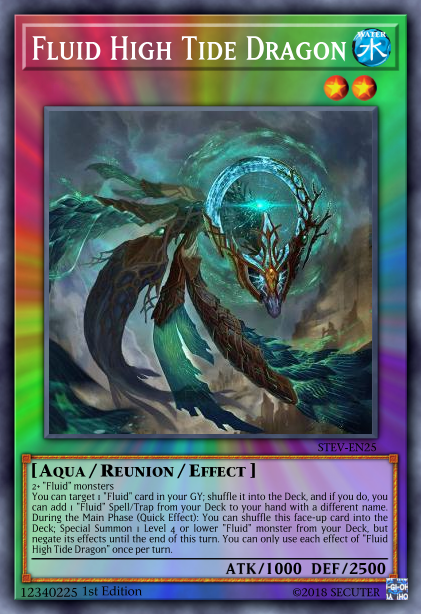 FLUID HIGH TIDE DRAGON
WATER
水
STEV-EN25
[ AQUA / REUNION / EFFECT ]
2+ "Fluid" monsters
You can target 1 "Fluid" card in your GY; shuffle it into the Deck, and if you do, you
can add 1 "Fluid" Spell/Trap from your Deck to your hand with a different name.
During the Main Phase (Quick Effect): You can shuffle this face-up card into the
Deck; Special Summon 1 Level 4 or lower "Fluid" monster from your Deck, but
negate its effects until the end of this turn. You can only use each effect of "Fluid
High Tide Dragon" once per turn.
ATK/1000 DEF/2500
12340225 1st Edition
©2018 SECUTER